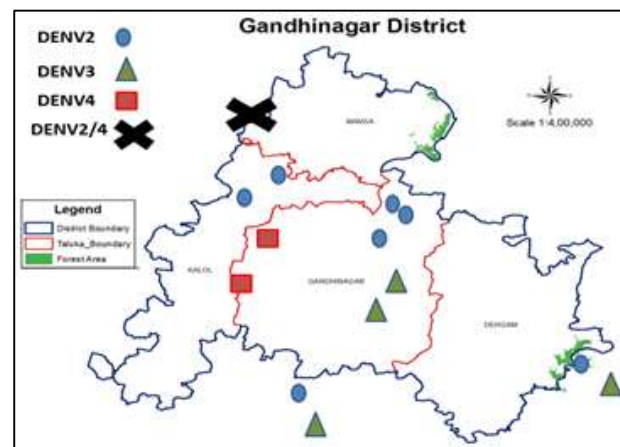 Gandhinagar District
DENV2
DENV3
DENV4
DENV2/4
MANSA
Scale 1:4,00,000
Legend
District Boundary
Taluka_Boundary
Forest Area
KALOL
GANDHINAGAR
DEHGAM